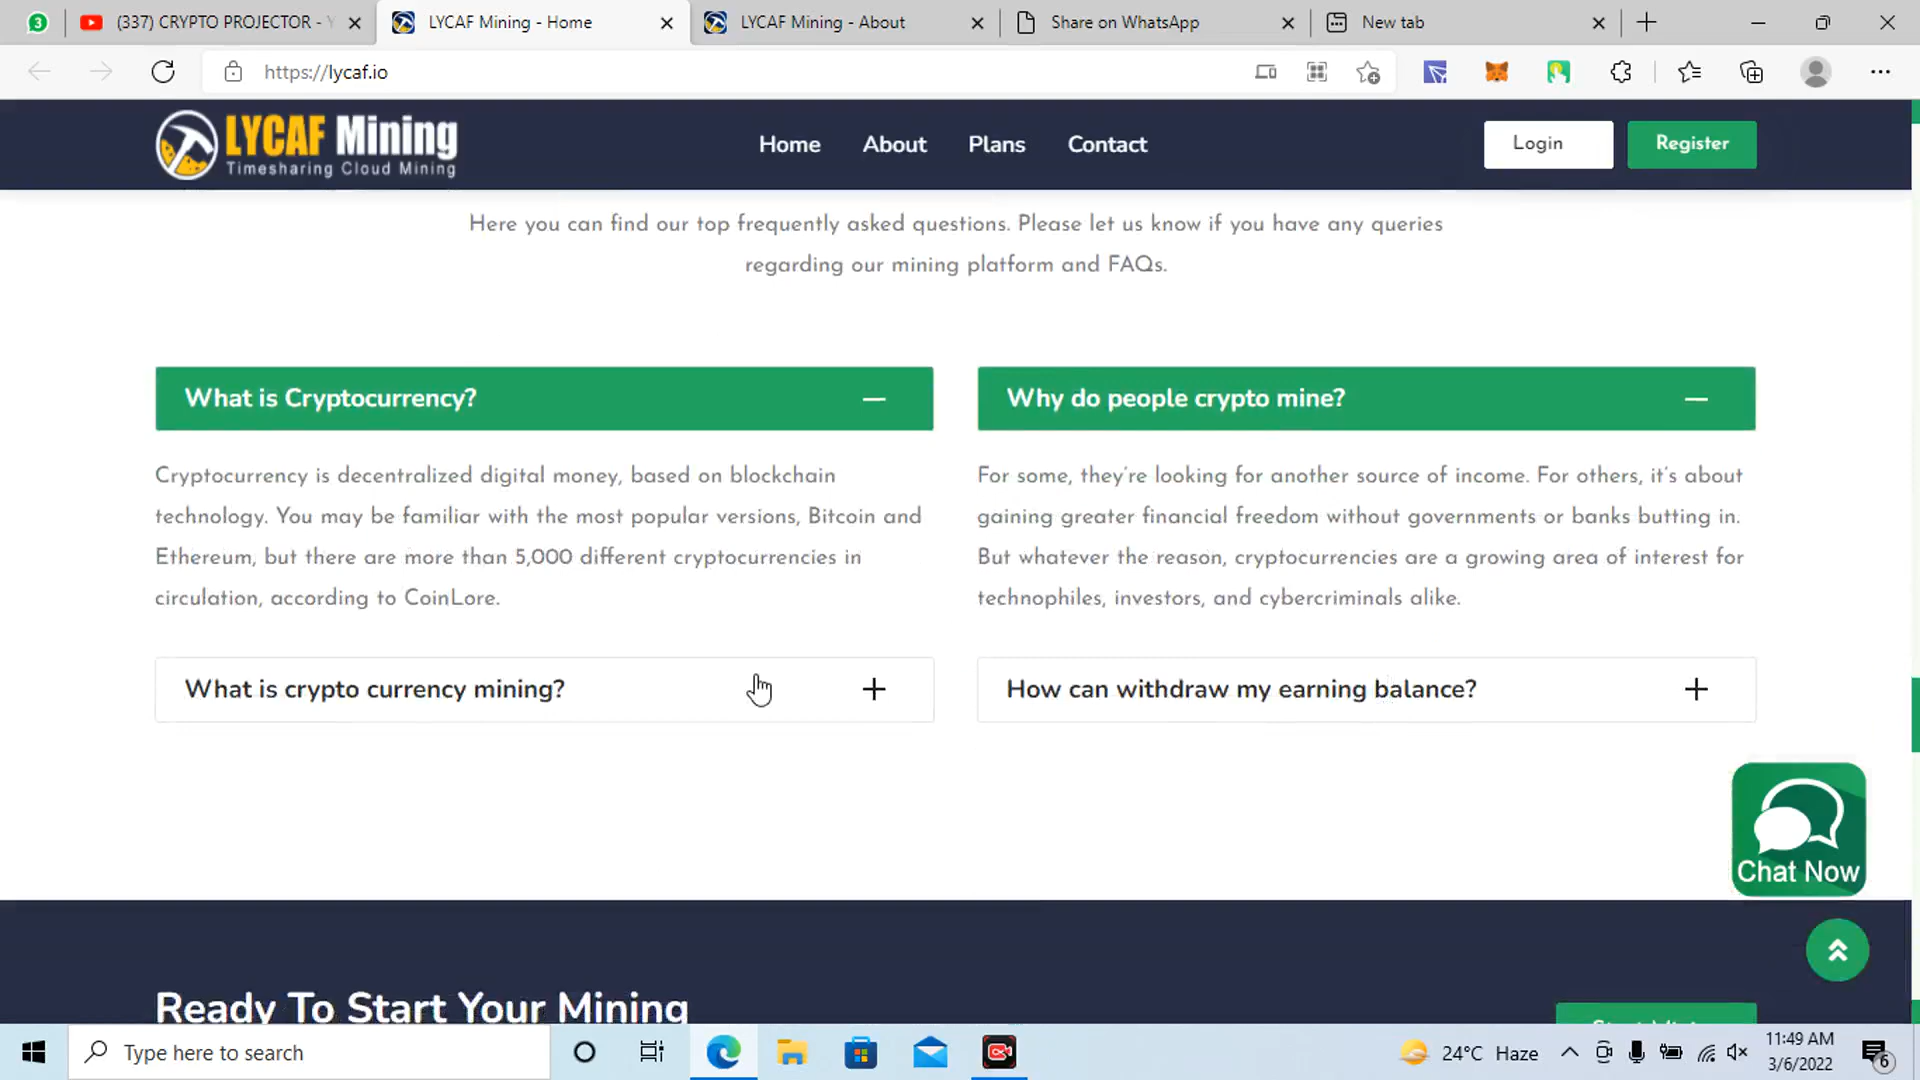 3
(337) CRYPTO PROJECTOR - Y
LYCAF Mining - Home
LYCAF Mining - About
Share on WhatsApp
New tab
https://lycaf.io
LYCAF Mining
Timesharing Cloud Mining
Home
About
Plans
Contact
Login
Register
Here you can find our top frequently asked questions. Please let us know if you have any queries
regarding our mining platform and FAQs.
What is Cryptocurrency?
Cryptocurrency is decentralized digital money, based on blockchain
technology. You may be familiar with the most popular versions, Bitcoin and
Ethereum, but there are more than 5,000 different cryptocurrencies in
circulation, according to CoinLore.
What is crypto currency mining?
Why do people crypto mine?
For some, they're looking for another source of income. For others, it's about
gaining greater financial freedom without governments or banks butting in.
But whatever the reason, cryptocurrencies are a growing area of interest for
technophiles, investors, and cybercriminals alike.
How can withdraw my earning balance?
Chat Now
Ready To Start Your Mining
Type here to search
24°C Haze
11:49 AM
3/6/2022
6